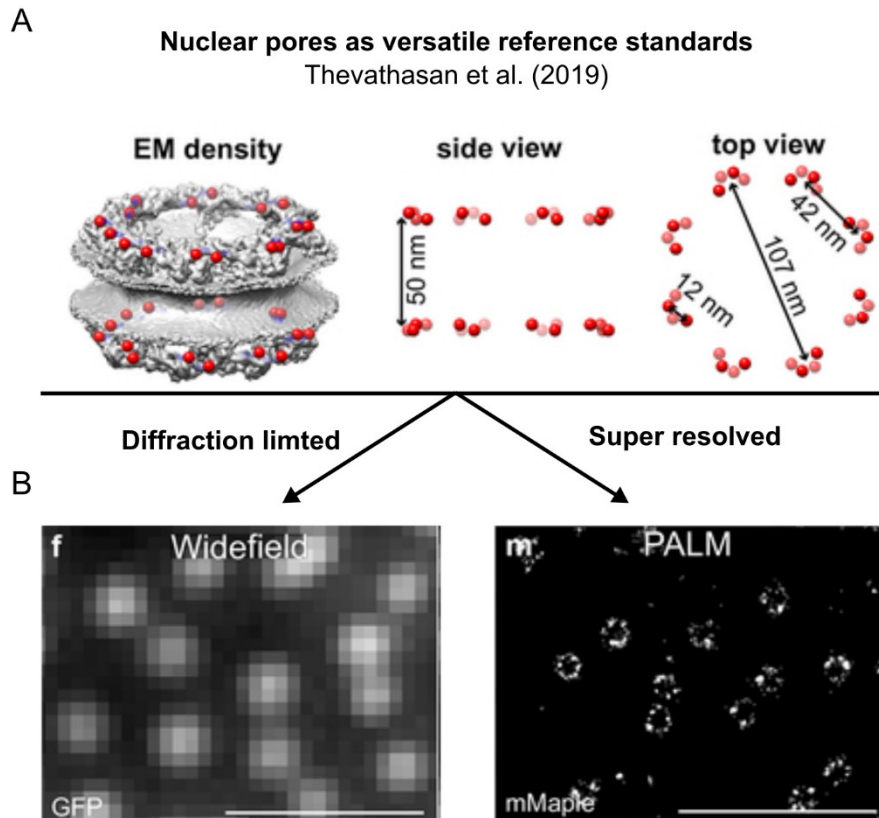 A
Nuclear pores as versatile reference standards
Thevathasan et al. (2019)
EM density
side view
top view
50 nm
42 nm
107 nm
12 nm
Diffraction limted
Super resolved
B
f
Widefield
m
PALM
GFP
mMaple